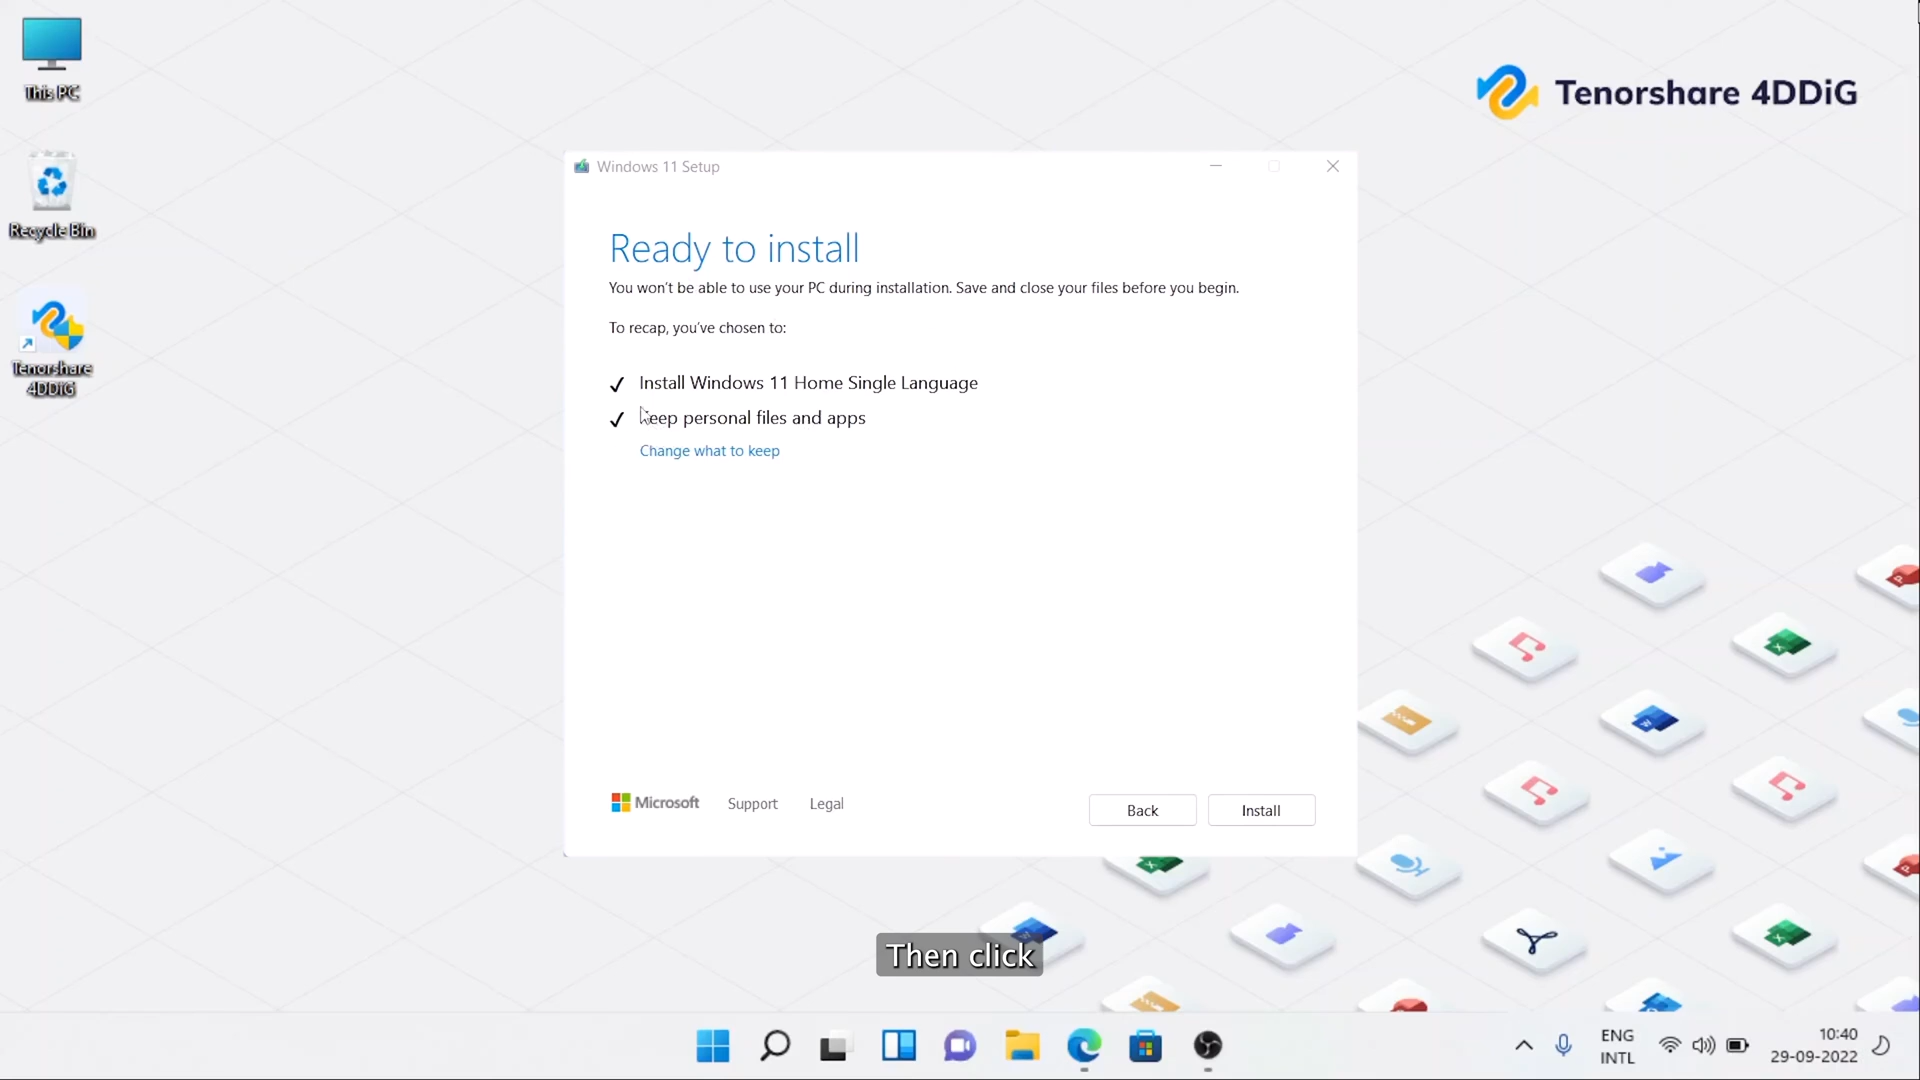 This PC
Recycle Bin
Tenorshare
4DDiG
Tenorshare 4DDiG
Windows 11 Setup
Ready to install
You won't be able to use your PC during installation. Save and close your files before you begin.
To recap, you've chosen to:
Install Windows 11 Home Single Language
Keep personal files and apps
Change what to keep
Microsoft
Support
Legal
Back
Install
Then click
ENG
INTL
10:40
29-09-2022